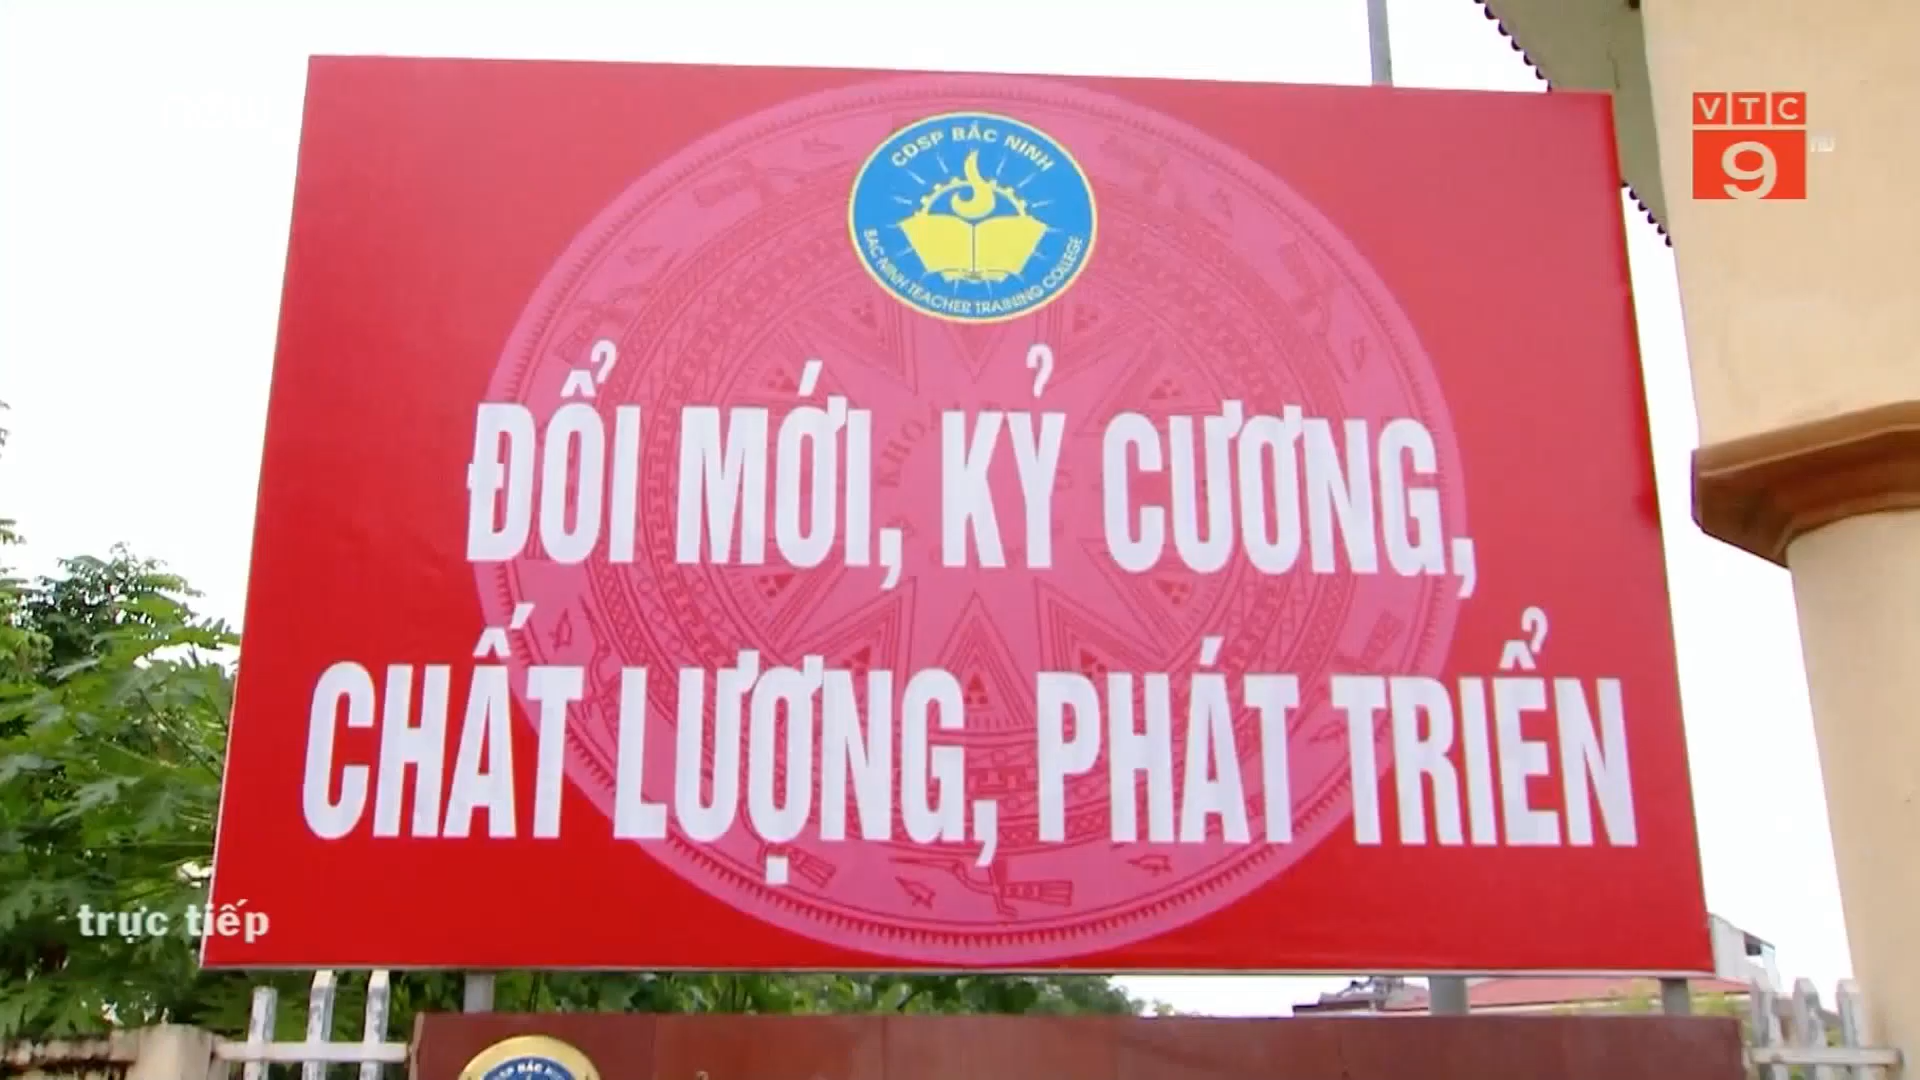 VTC
9
CDSP BẮC NINH
BAC NINH TEACHER TRAINING COLLEGE
ĐỔI MỚI, KỶ CƯƠNG,
CHẤT LƯỢNG, PHÁT TRIỂN
trực tiếp
BẮC